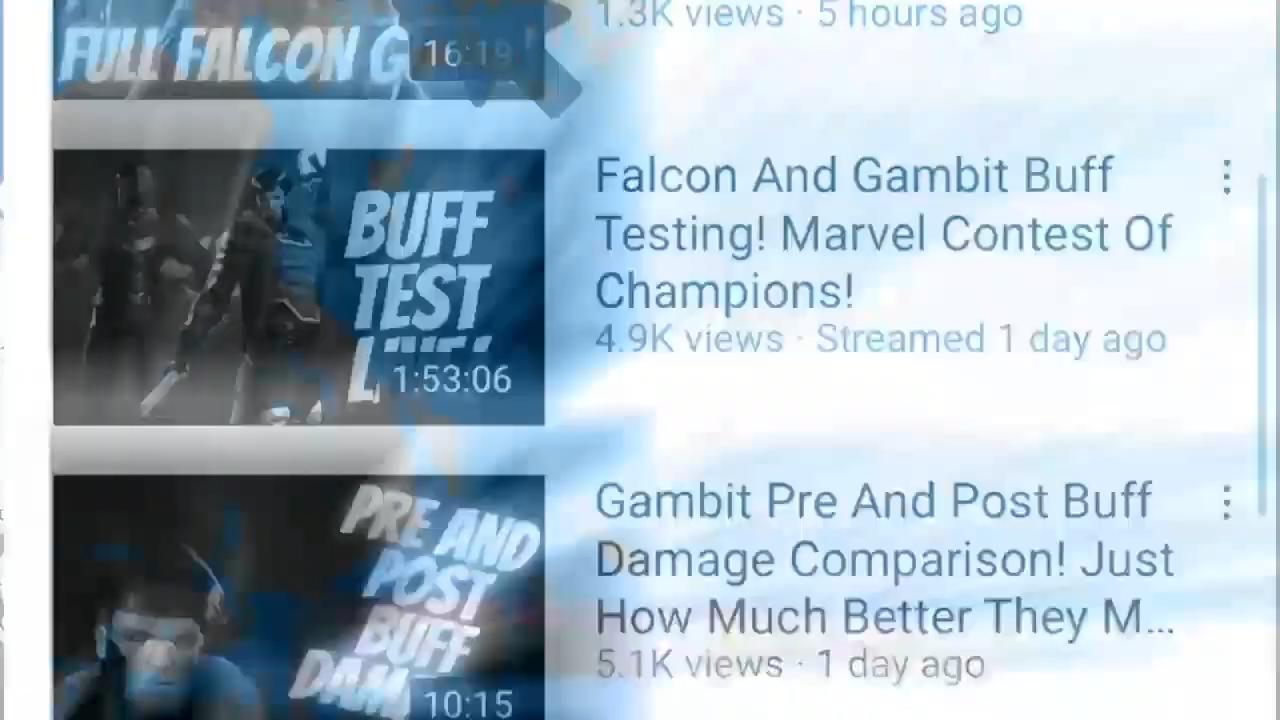 1.3K views · 5 hours ago
FULL FALCON G
16:19
BUFF
TEST
1:53:06
Falcon And Gambit Buff
Testing! Marvel Contest Of
Champions!
4.9K views · Streamed 1 day ago
PRE AND
POST
BUFF
DAM
10:15
Gambit Pre And Post Buff
Damage Comparison! Just
How Much Better They M...
5.1K views · 1 day ago